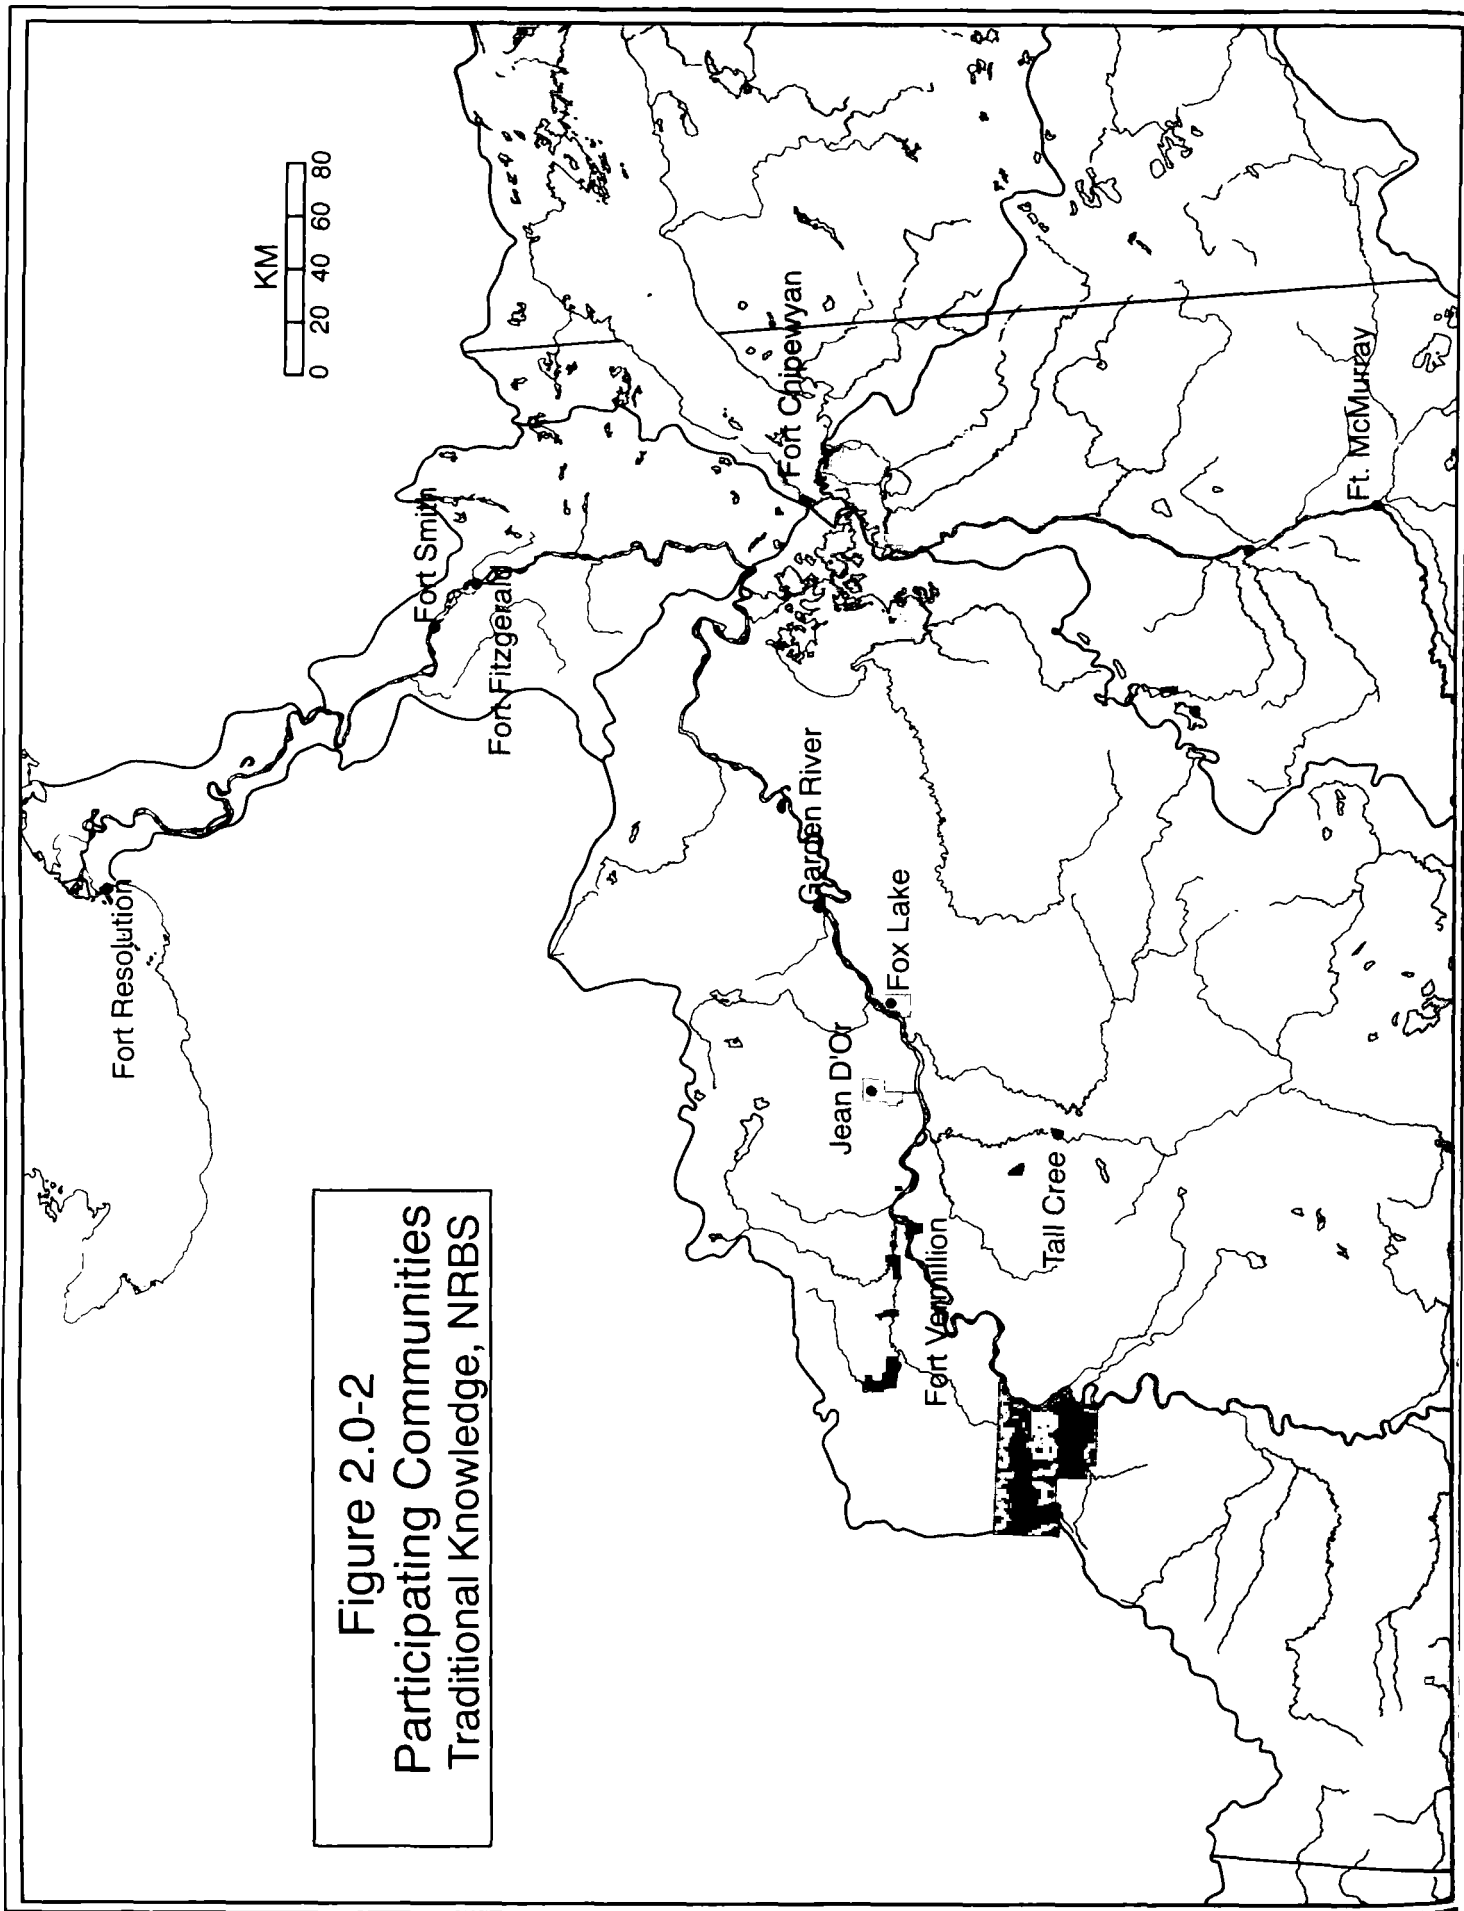 Figure 2.0-2
Participating Communities
Traditional Knowledge, NRBS
KM
0 20 40 60 80
Fort Resolution
Fort Smith
Fort Fitzgerald
Fort Chipewyan
Garden River
Fox Lake
Jean D'Or
Fort Vermillion
Tall Cree
Ft. McMurray